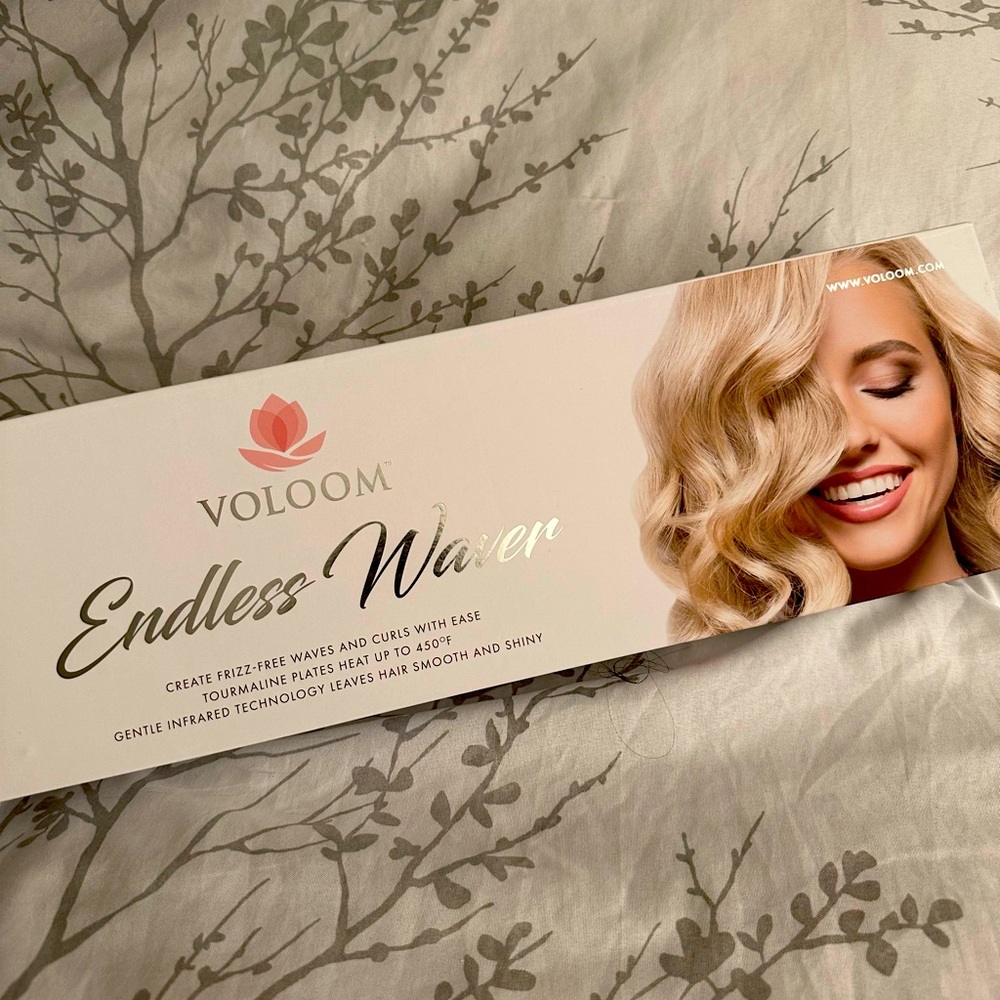 WWW.VOLOOM.COM
VOLOOM™
Endless Waver
CREATE FRIZZ-FREE WAVES AND CURLS WITH EASE
TOURMALINE PLATES HEAT UP TO 450°F
GENTLE INFRARED TECHNOLOGY LEAVES HAIR SMOOTH AND SHINY